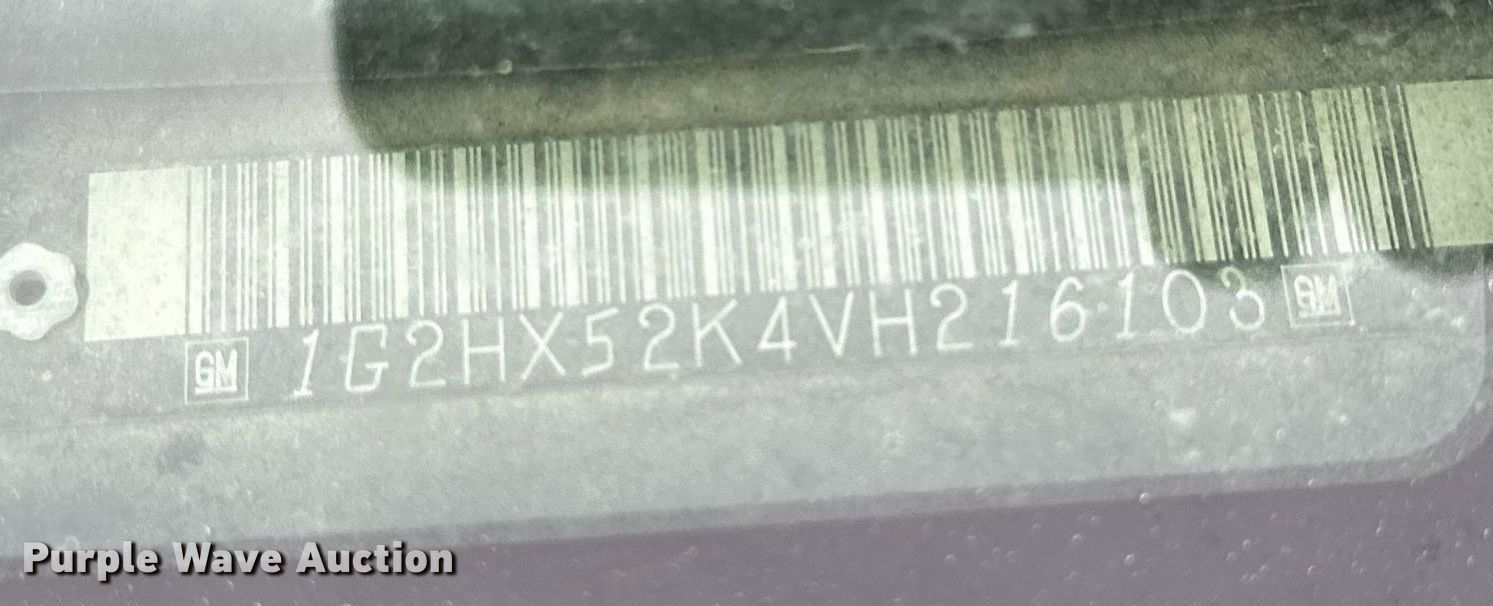 GM 1G2HX52K4VH216103 GM
Purple Wave Auction